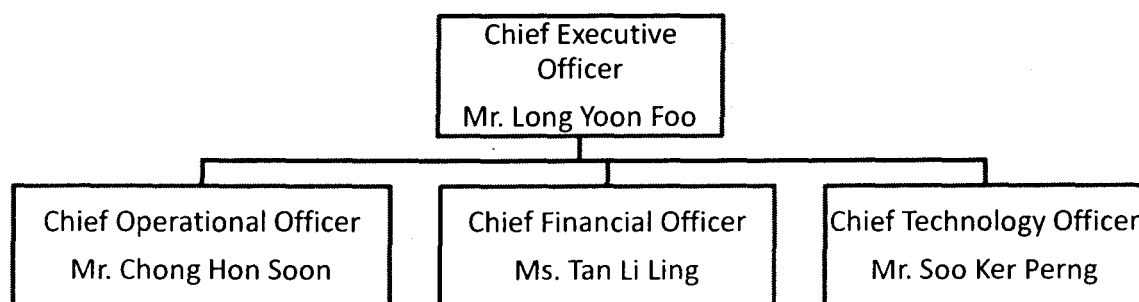 Chief Executive
Officer
Mr. Long Yoon Foo
Chief Operational Officer
Mr. Chong Hon Soon
Chief Financial Officer
Ms. Tan Li Ling
Chief Technology Officer
Mr. Soo Ker Perng